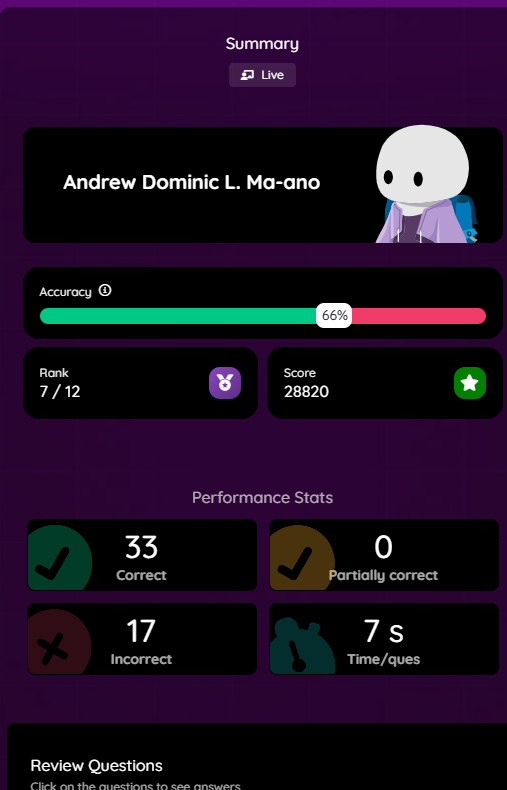 Summary
Live
Andrew Dominic L. Ma-ano
Accuracy
66%
Rank
7 / 12
Score
28820
Performance Stats
33
Correct
0
Partially correct
17
Incorrect
7 s
Time/ques
Review Questions
Click on the questions to see answers